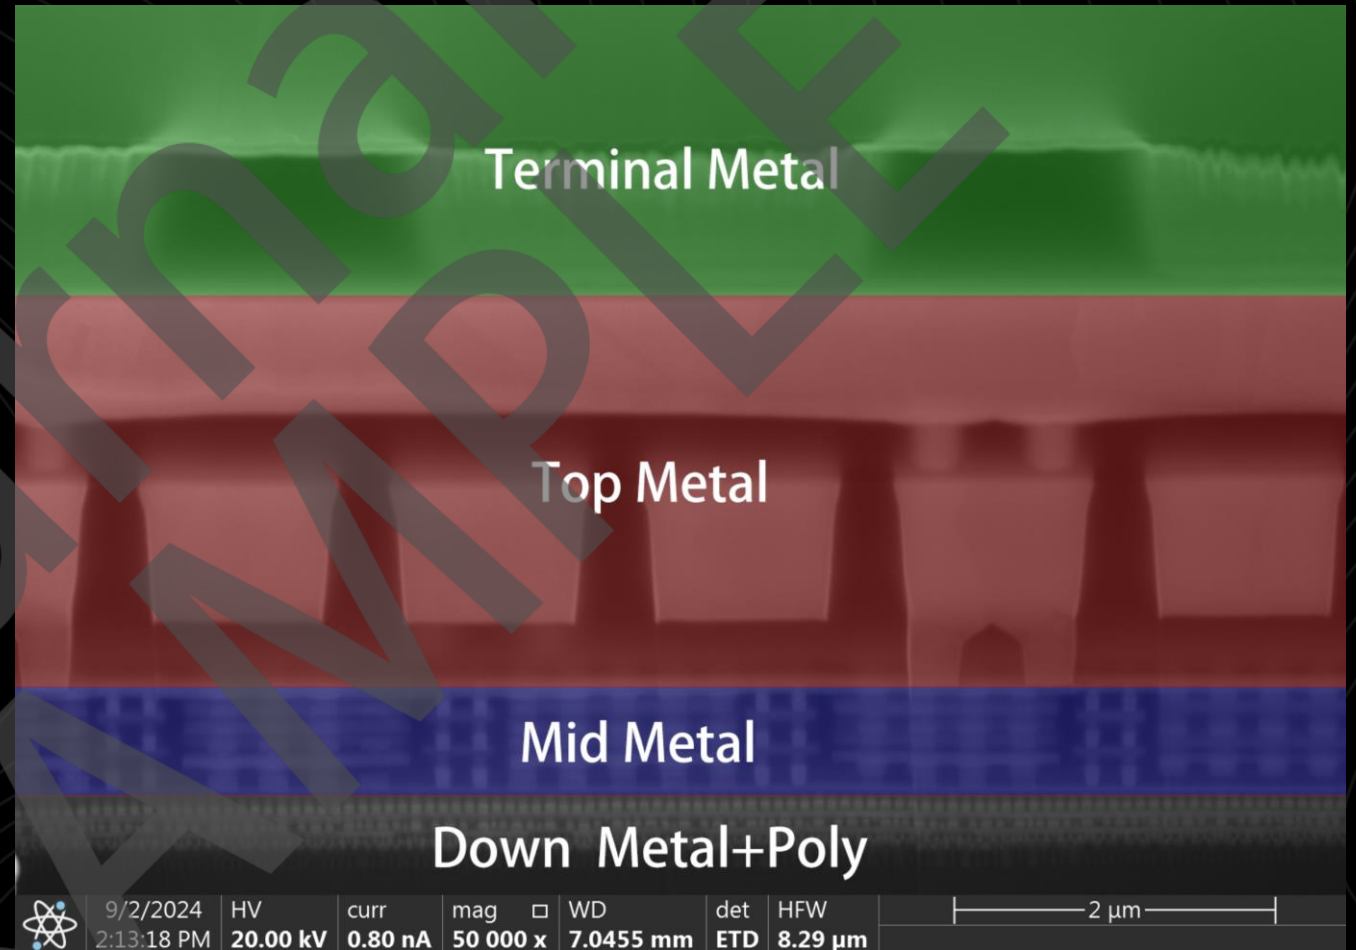 Terminal Metal
Top Metal
Mid Metal
Down Metal+Poly
9/2/2024 HV curr mag □ WD det HFW
2:13:18 PM 20.00 kV 0.80 nA 50 000 x 7.0455 mm ETD 8.29 µm
2 µm